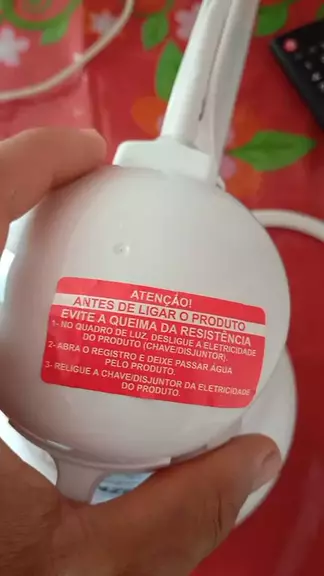 ATENÇÃO!
ANTES DE LIGAR O PRODUTO
EVITE A QUEIMA DA RESISTÊNCIA
1- NO QUADRO DE LUZ, DESLIGUE A ELETRICIDADE
DO PRODUTO (CHAVE/DISJUNTOR).
2- ABRA O REGISTRO E DEIXE PASSAR ÁGUA
PELO PRODUTO.
3- RELIGUE A CHAVE/DISJUNTOR DA ELETRICIDADE
DO PRODUTO.